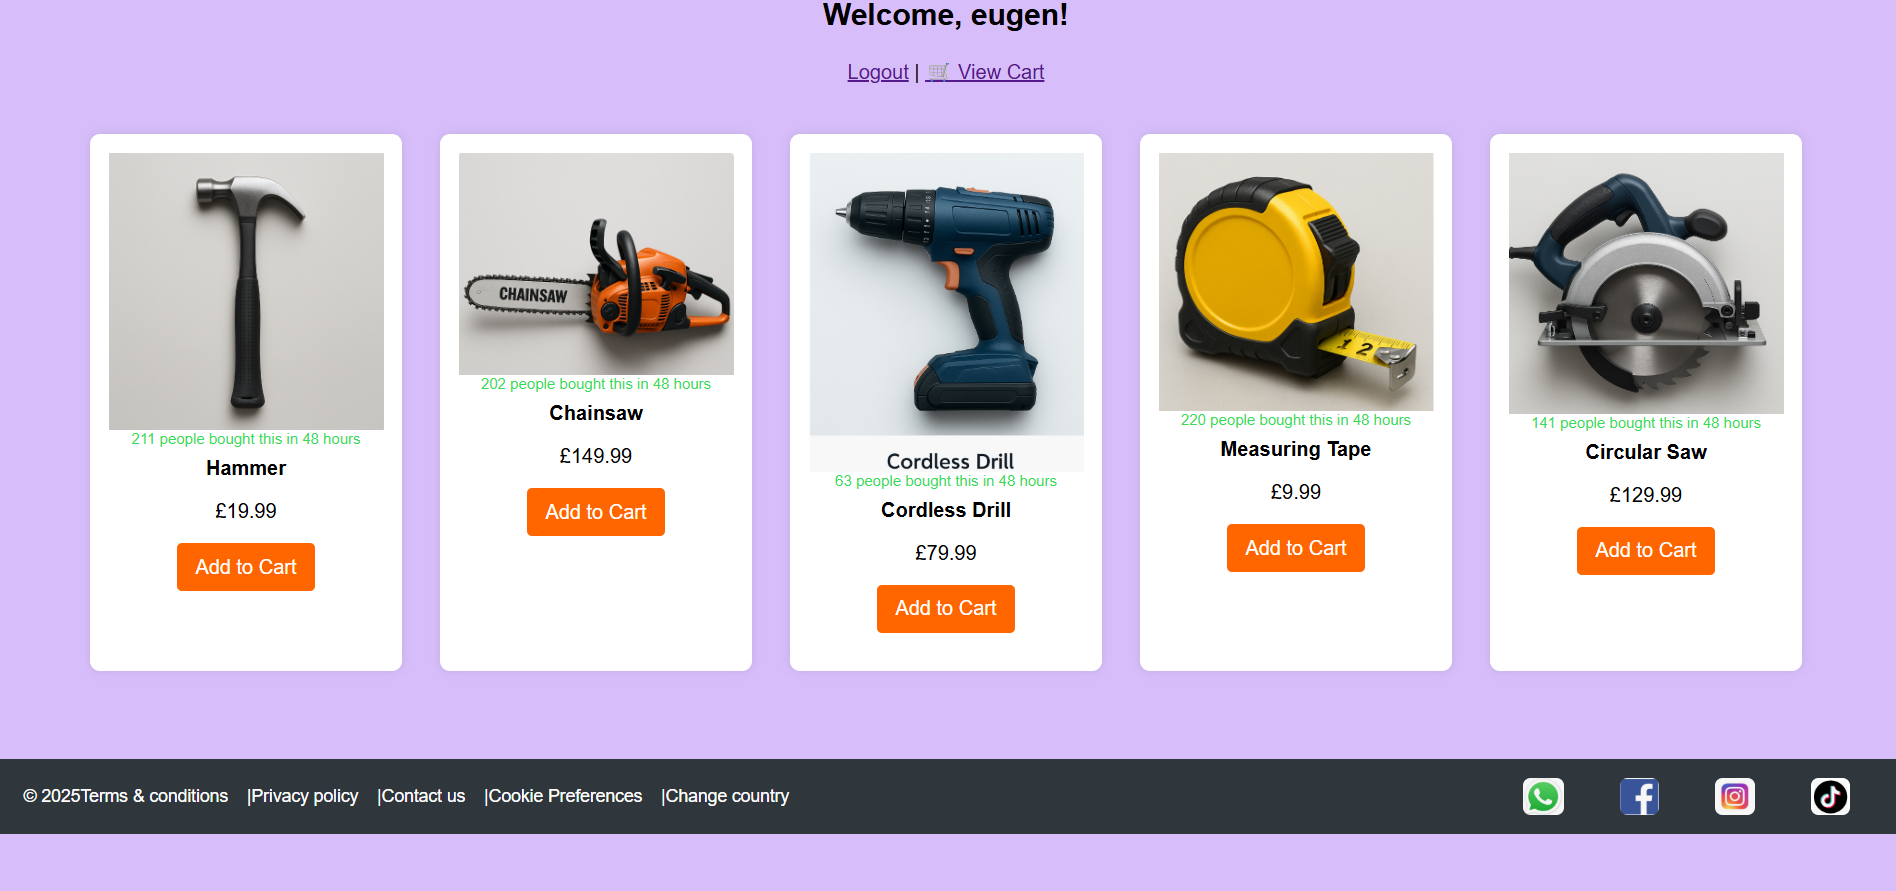 Welcome, eugen!
Logout | 🛒 View Cart
CHAINSAW
1 2
Cordless Drill
211 people bought this in 48 hours
Hammer
£19.99
Add to Cart
202 people bought this in 48 hours
Chainsaw
£149.99
Add to Cart
63 people bought this in 48 hours
Cordless Drill
£79.99
Add to Cart
220 people bought this in 48 hours
Measuring Tape
£9.99
Add to Cart
141 people bought this in 48 hours
Circular Saw
£129.99
Add to Cart
© 2025Terms & conditions |Privacy policy |Contact us |Cookie Preferences |Change country